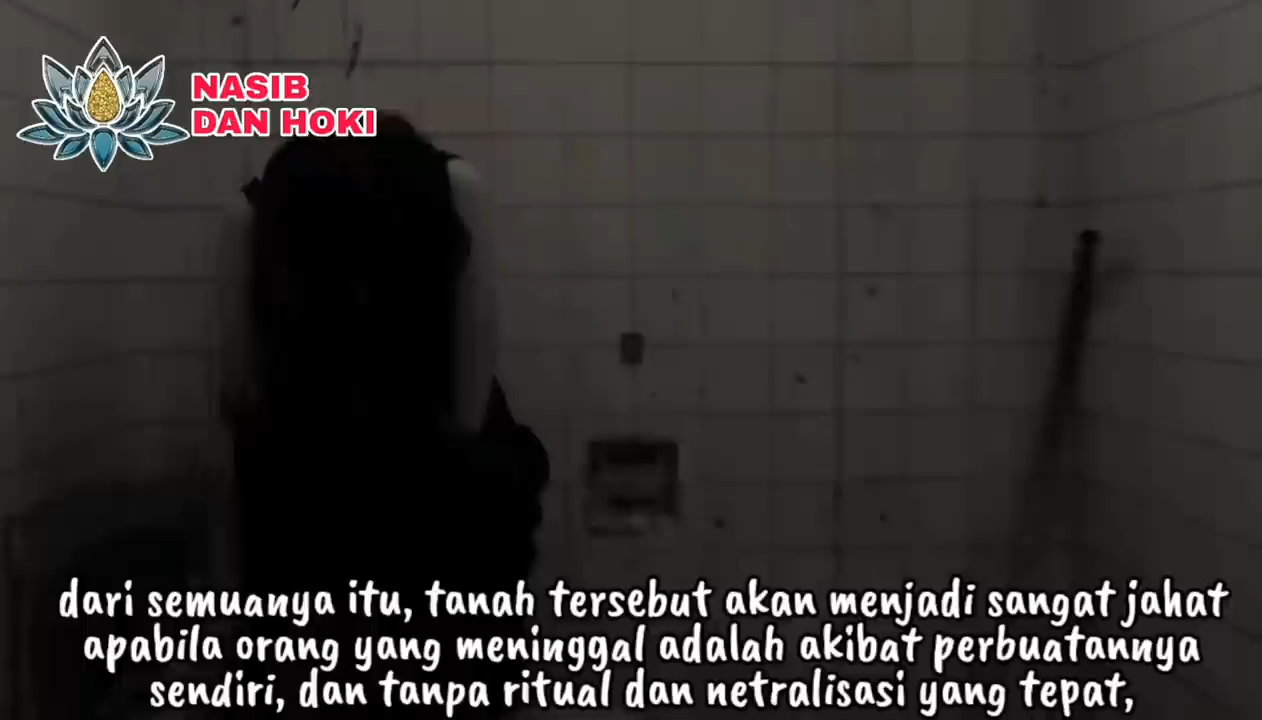 NASIB
DAN HOKI
dari semuanya itu, tanah tersebut akan menjadi sangat jahat
apabila orang yang meninggal adalah akibat perbuatannya
sendiri, dan tanpa ritual dan netralisasi yang tepat,